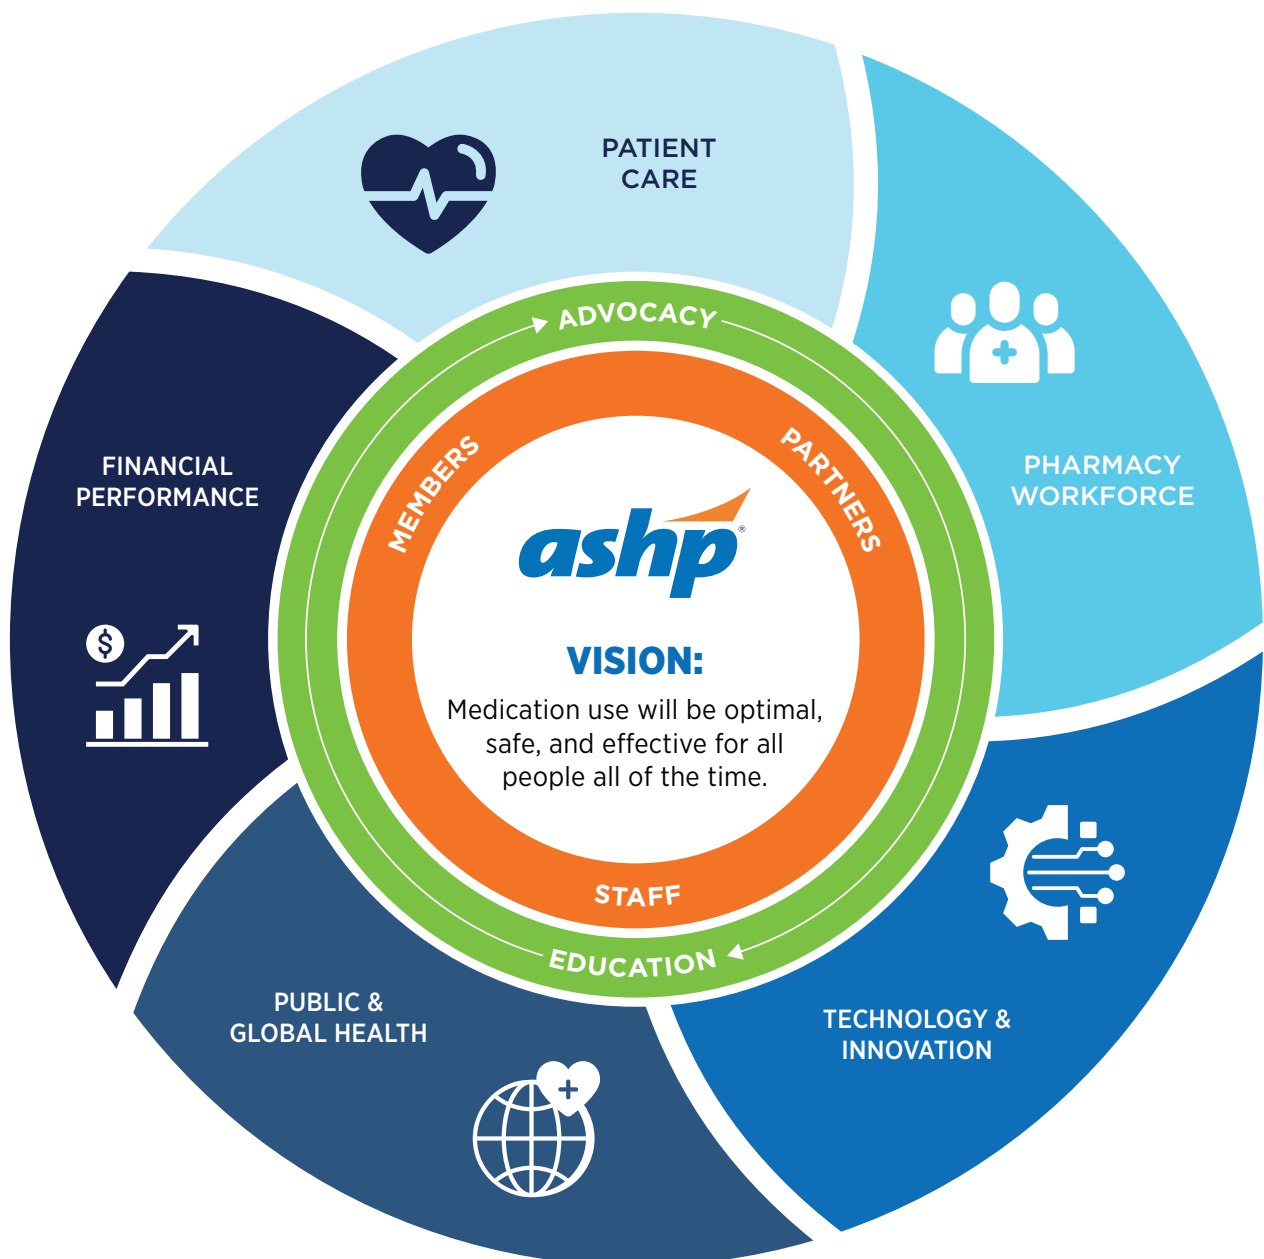 PATIENT
CARE
PHARMACY
WORKFORCE
TECHNOLOGY &
INNOVATION
PUBLIC &
GLOBAL HEALTH
FINANCIAL
PERFORMANCE
$
ADVOCACY
EDUCATION
MEMBERS
PARTNERS
STAFF
ashp®
VISION:
Medication use will be optimal,
safe, and effective for all
people all of the time.